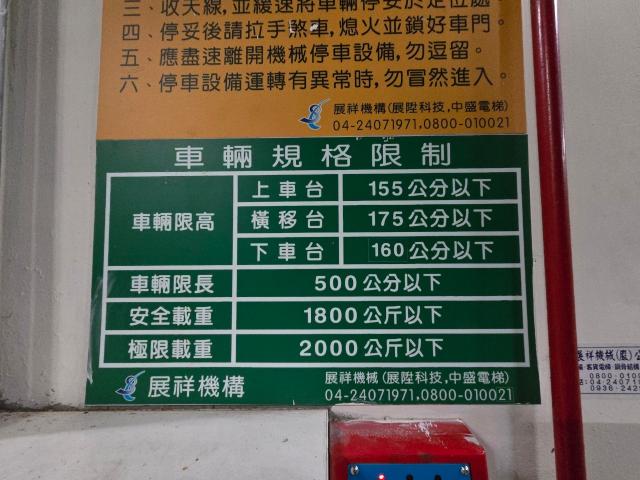 三、收天線,並緩速將車輛停妥於定位處。
四、停妥後請拉手煞車,熄火並鎖好車門。
五、應盡速離開機械停車設備,勿逗留。
六、停車設備運轉有異常時,勿冒然進入。
展祥機構(展陞科技,中盛電梯)
04-24071971,0800-010021
車輛規格限制
車輛限高
上車台 155公分以下
橫移台 175公分以下
下車台 160公分以下
車輛限長 500公分以下
安全載重 1800公斤以下
極限載重 2000公斤以下
展祥機構
展祥機械(展陞科技,中盛電梯)
04-24071971,0800-010021
展祥機械(廈)公
0800-010
04-24071
0936-242